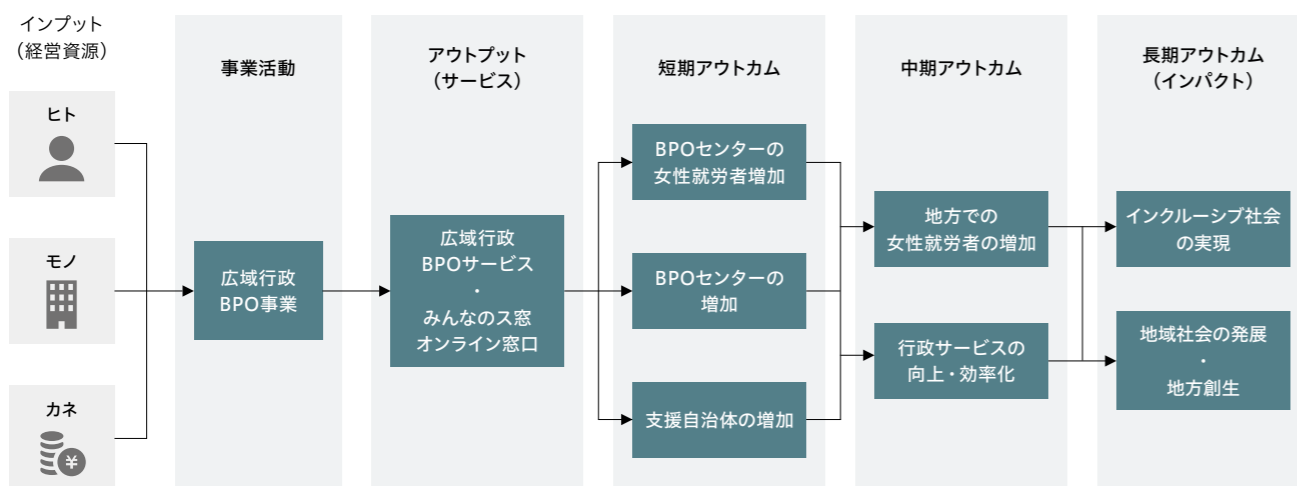 インプット
（経営資源）
ヒト
モノ
カネ
¥
事業活動
広域行政
BPO事業
アウトプット
（サービス）
広域行政
BPOサービス
・
みんなのス窓
オンライン窓口
短期アウトカム
BPOセンターの
女性就労者増加
BPOセンターの
増加
支援自治体の増加
中期アウトカム
地方での
女性就労者の増加
行政サービスの
向上・効率化
長期アウトカム
（インパクト）
インクルーシブ社会
の実現
地域社会の発展
・
地方創生